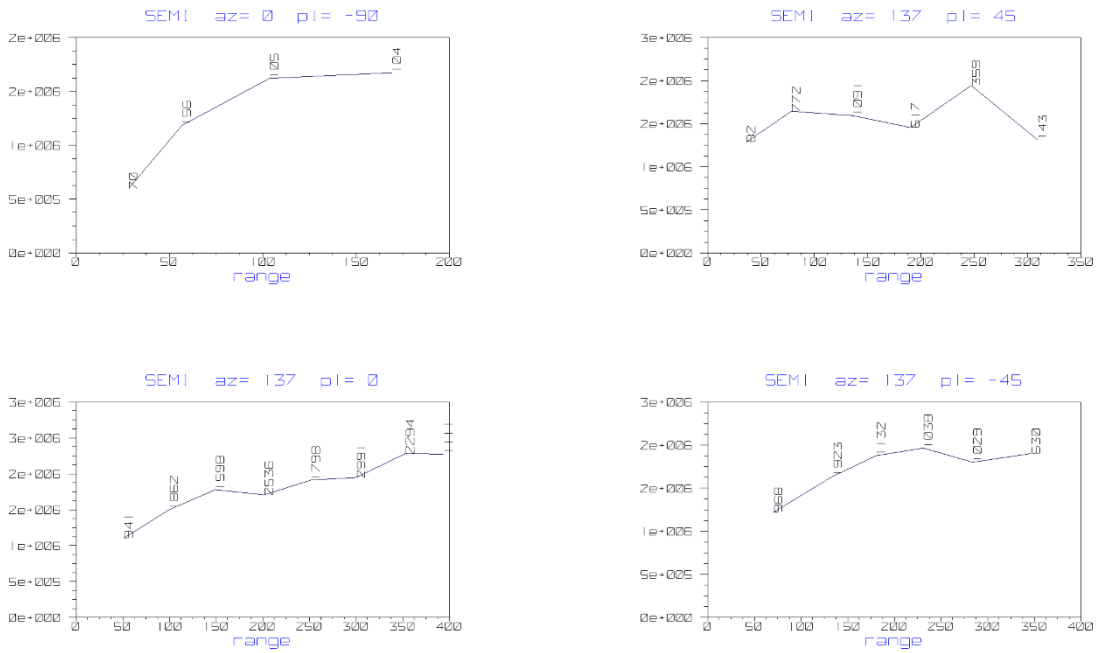 SEMI az= 0 pl= -90
2e+006
2e+006
1e+006
5e+005
0e+000
70
56
105
104
0 50 100 150 200
range
SEMI az= 137 pl= 45
3e+006
2e+006
2e+006
1e+006
5e+005
0e+000
772
1091
617
359
143
0 50 100 150 200 250 300 350
range
SEMI az= 137 pl= 0
3e+006
3e+006
2e+006
2e+006
1e+006
5e+005
0e+000
941
862
1598
2536
1798
2991
2294
0 50 100 150 200 250 300 350 400
range
SEMI az= 137 pl= -45
3e+006
2e+006
2e+006
1e+006
5e+005
0e+000
968
1923
1132
1038
1029
630
0 50 100 150 200 250 300 350 400
range